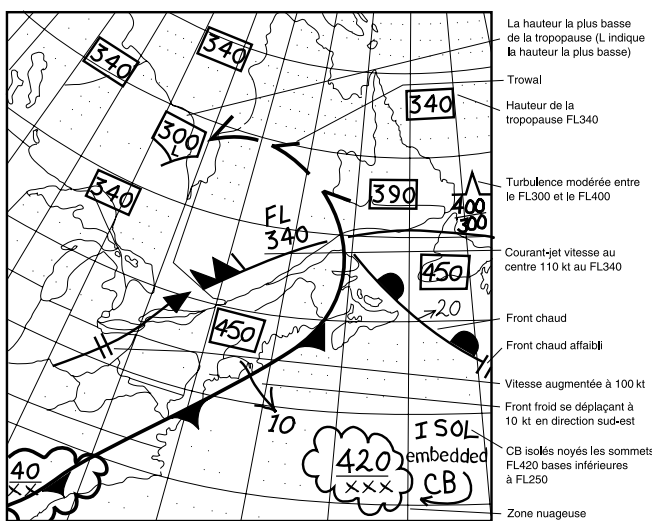 340
340
300
L
340
FL
340
340
390
400
300
450
→20
450
10
40
XX
420
XXX
ISOL
embedded
CB
La hauteur la plus basse
de la tropopause (L indique
la hauteur la plus basse)
Trowal
Hauteur de la
tropopause FL340
Turbulence modérée entre
le FL300 et le FL400
Courant-jet vitesse au
centre 110 kt au FL340
Front chaud
Front chaud affaibli
Vitesse augmentée à 100 kt
Front froid se déplaçant à
10 kt en direction sud-est
CB isolés noyés les sommets
FL420 bases inférieures
à FL250
Zone nuageuse